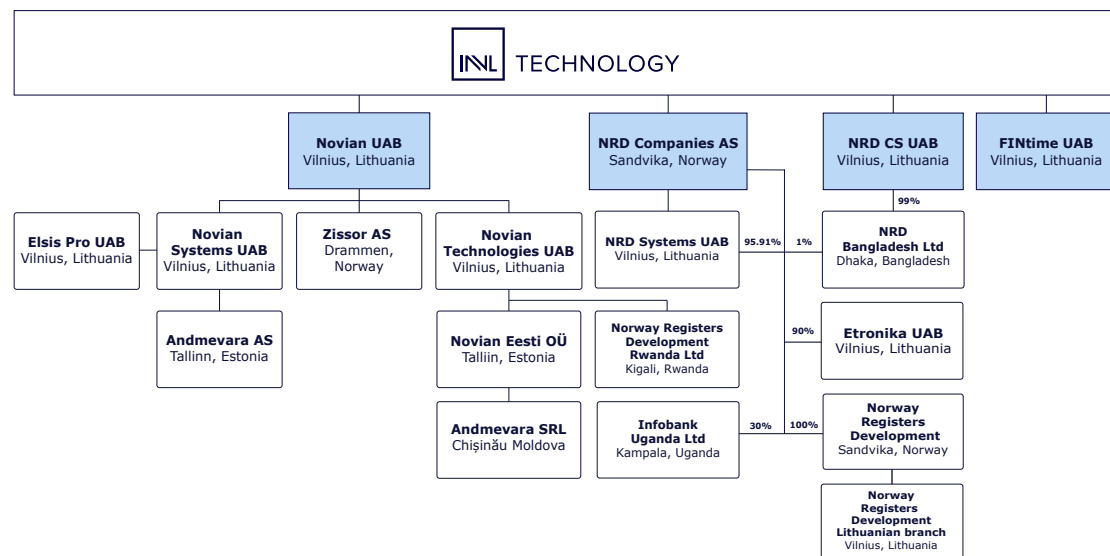 INVL TECHNOLOGY
Novian UAB
Vilnius, Lithuania
NRD Companies AS
Sandvika, Norway
NRD CS UAB
Vilnius, Lithuania
FINtime UAB
Vilnius, Lithuania
99%
Elsis Pro UAB
Vilnius, Lithuania
Novian
Systems UAB
Vilnius, Lithuania
Zissor AS
Drammen,
Norway
Novian
Technologies UAB
Vilnius, Lithuania
NRD Systems UAB
Vilnius, Lithuania
95.91%
1%
NRD
Bangladesh Ltd
Dhaka, Bangladesh
Andmevara AS
Tallinn, Estonia
Novian Eesti OÜ
Talliin, Estonia
Norway Registers
Development
Rwanda Ltd
Kigali, Rwanda
90%
Etronika UAB
Vilnius, Lithuania
Andmevara SRL
Chișinău Moldova
Infobank
Uganda Ltd
Kampala, Uganda
30%
100%
Norway
Registers
Development
Sandvika, Norway
Norway
Registers
Development
Lithuanian branch
Vilnius, Lithuania